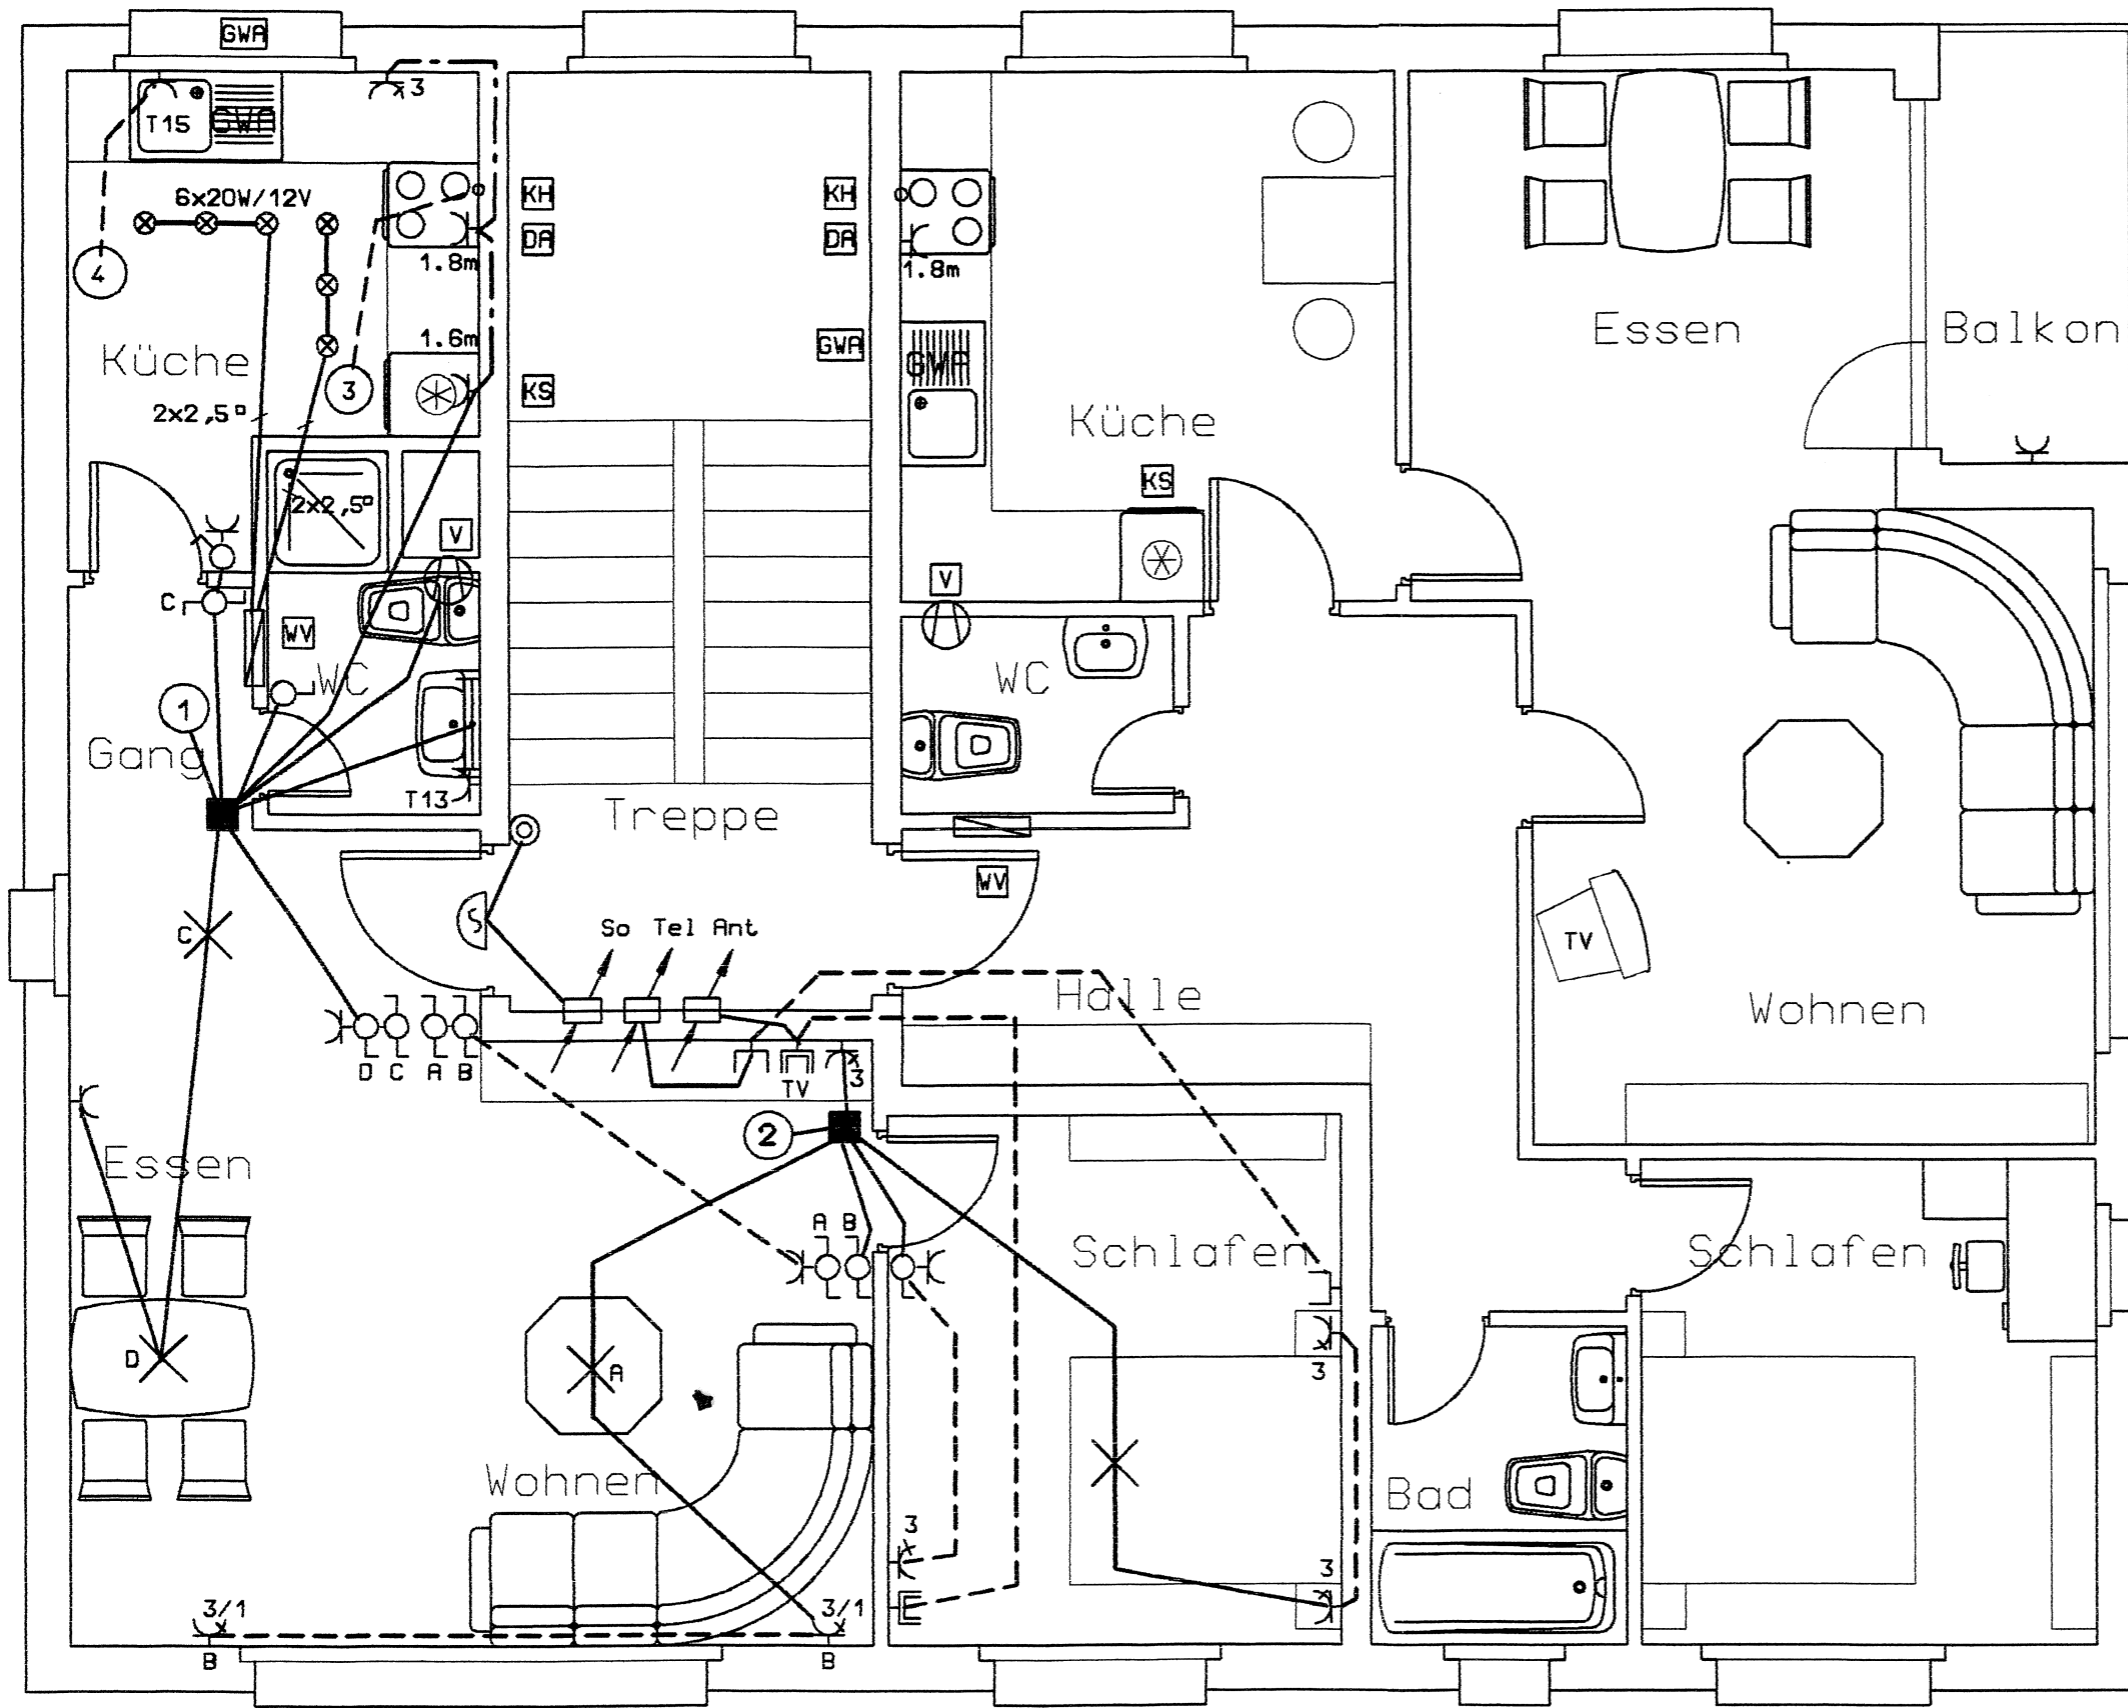 GWA
3
T15 GWA
6x20W/12V
KH
KH
DA
DA
4
1.8m
1.8m
Essen
Balkon
1.6m
GWA
GWA
Küche
3
KS
2x2,5□
Küche
KS
2x2,5□
V
V
C
WV
WC
WC
1
Gang
T13
Treppe
WV
C
So Tel Ant
TV
Halle
Wohnen
D C A B
TV
3
2
Essen
A B
Schlafen
Schlafen
D
A
3
Wohnen
Bad
3
3
3/1
3/1
B
B